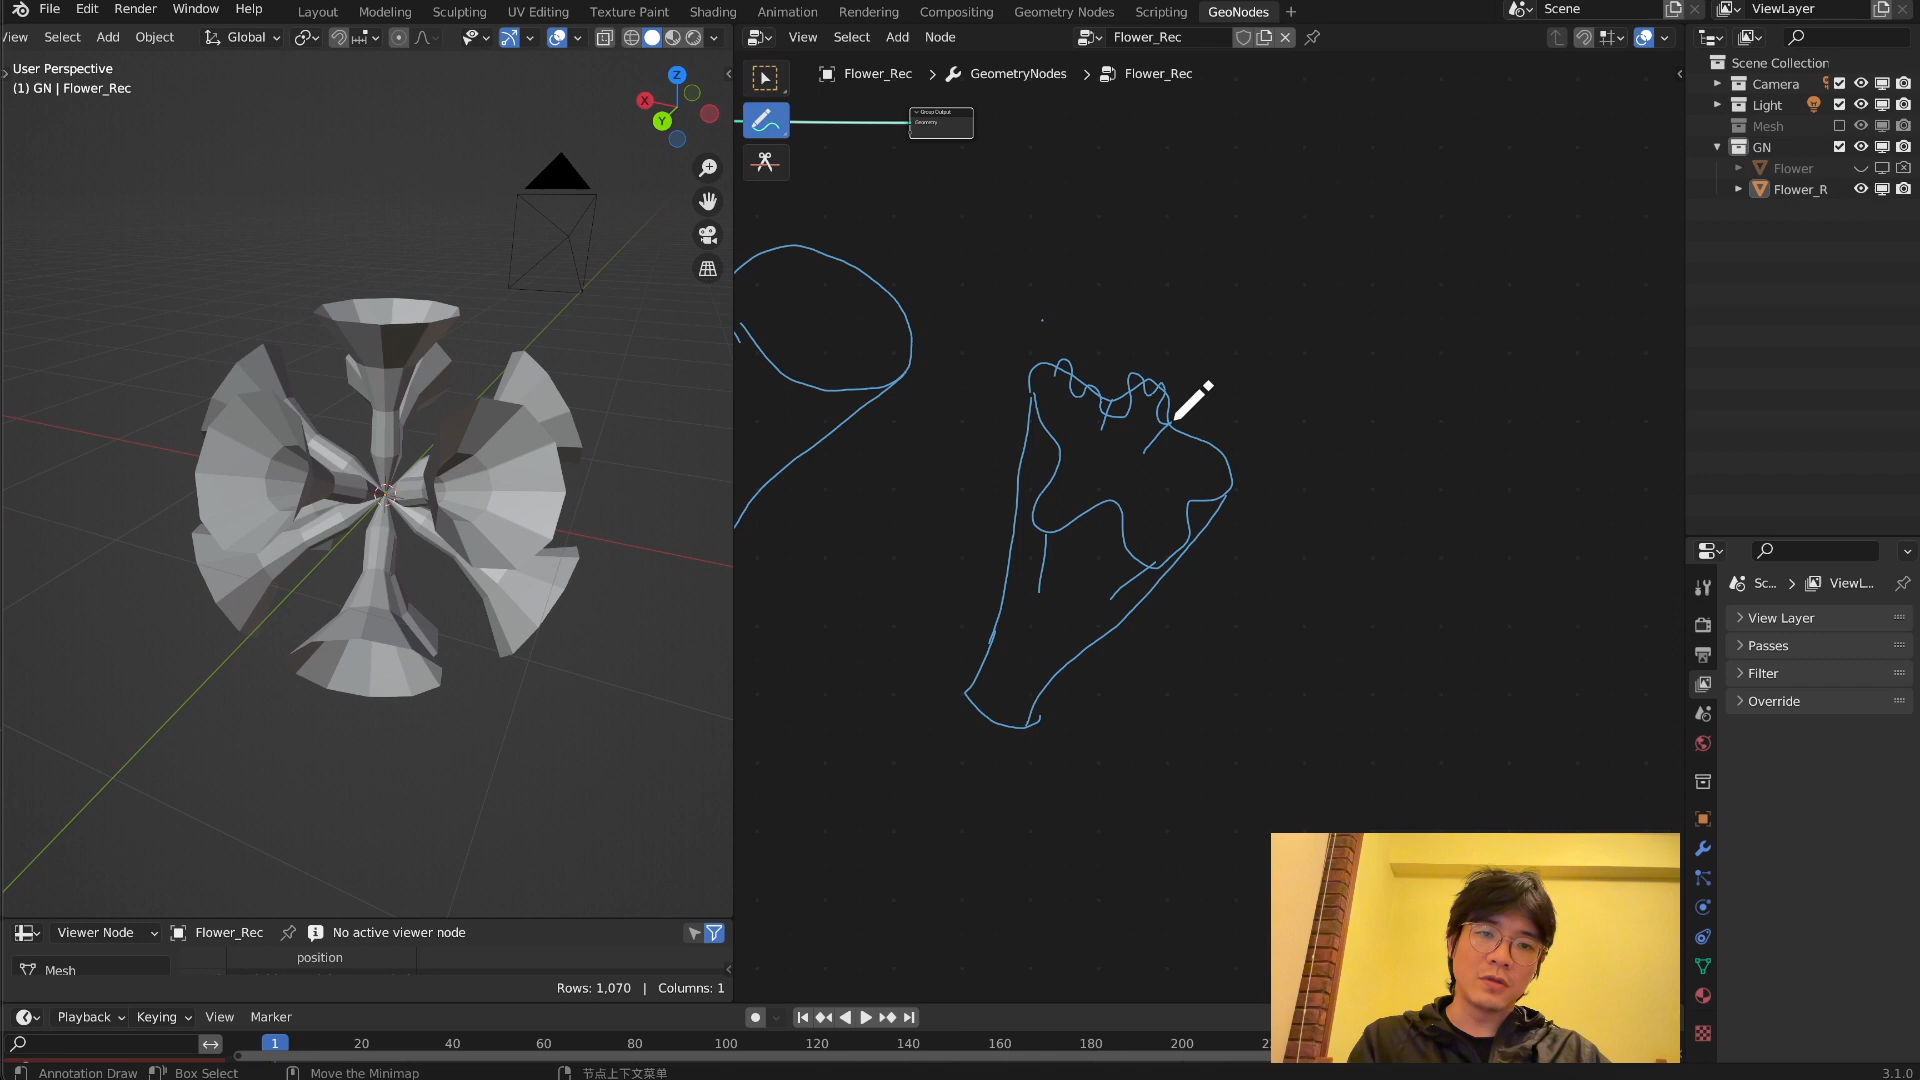 File Edit Render Window Help Layout Modeling Sculpting UV Editing Texture Paint Shading Animation Rendering Compositing Geometry Nodes Scripting GeoNodes + Scene ViewLayer
View Select Add Object Global View Select Add Node Flower_Rec
User Perspective
(1) GN | Flower_Rec
Flower_Rec GeometryNodes Flower_Rec
Group Output
Geometry
Z
X
Y
Scene Collection
Camera
Light
Mesh
GN
Flower
Flower_R
Sc... ViewL...
View Layer
Passes
Filter
Override
Viewer Node Flower_Rec No active viewer node
position
Mesh
Rows: 1,070 | Columns: 1
Playback Keying View Marker
1 20 40 60 80 100 120 140 160 180 200
Annotation Draw Box Select Move the Minimap 节点上下文菜单 3.1.0